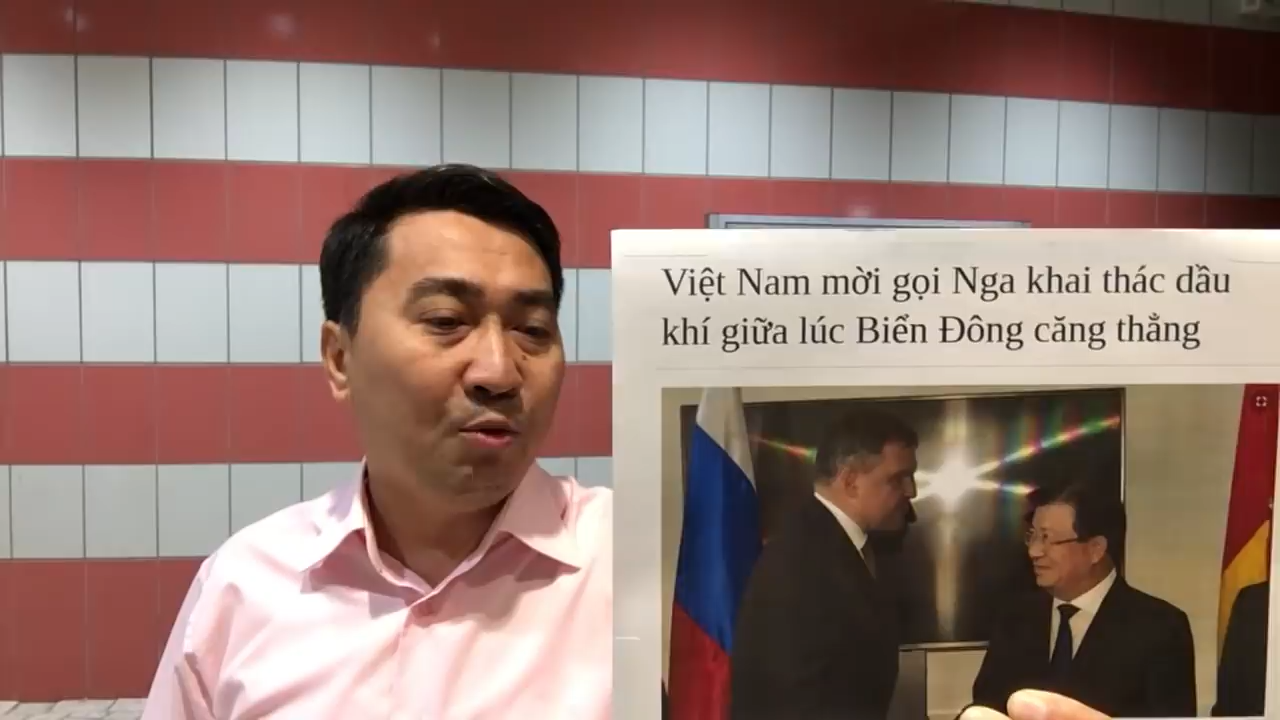 Việt Nam mời gọi Nga khai thác dầu
khí giữa lúc Biển Đông căng thẳng